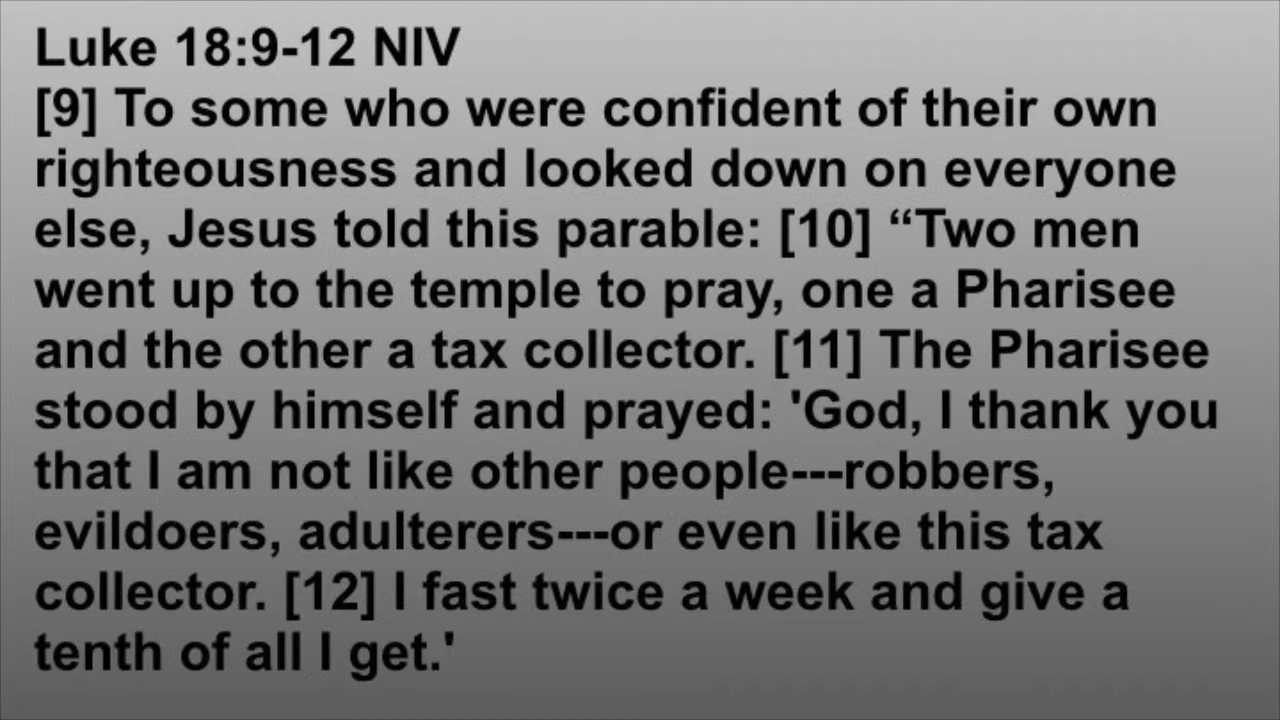 Luke 18:9-12 NIV
[9] To some who were confident of their own
righteousness and looked down on everyone
else, Jesus told this parable: [10] “Two men
went up to the temple to pray, one a Pharisee
and the other a tax collector. [11] The Pharisee
stood by himself and prayed: 'God, I thank you
that I am not like other people---robbers,
evildoers, adulterers---or even like this tax
collector. [12] I fast twice a week and give a
tenth of all I get.'